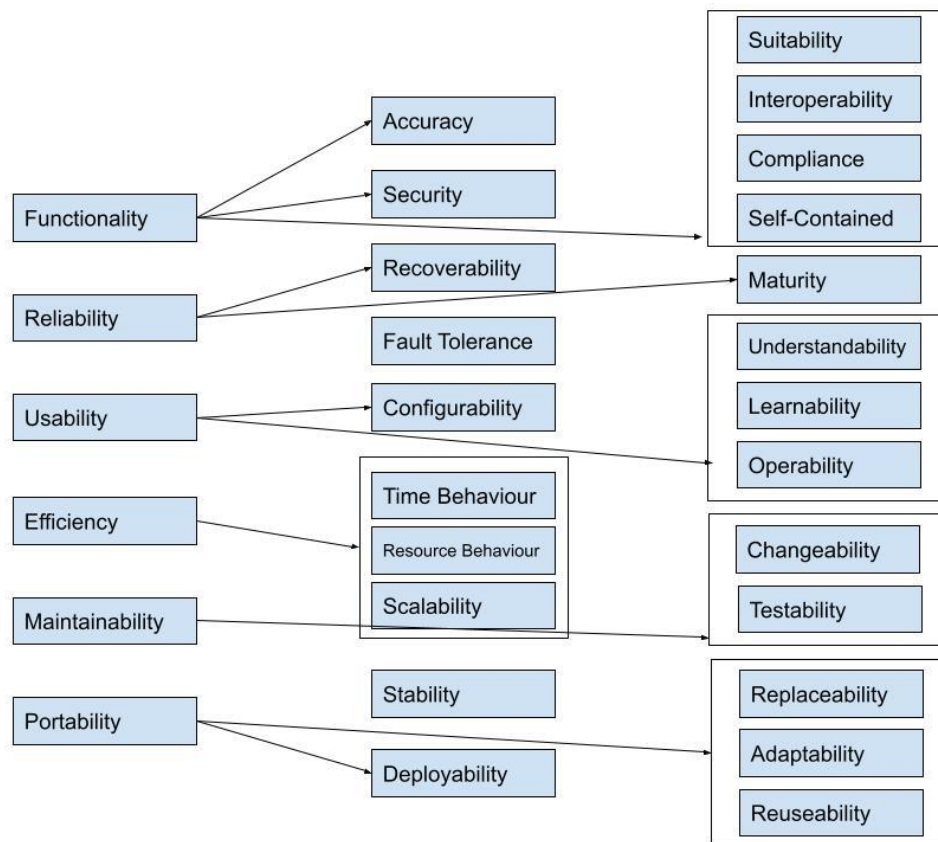 Functionality
Reliability
Usability
Efficiency
Maintainability
Portability
Accuracy
Security
Recoverability
Fault Tolerance
Configurability
Time Behaviour
Resource Behaviour
Scalability
Stability
Deployability
Suitability
Interoperability
Compliance
Self-Contained
Maturity
Understandability
Learnability
Operability
Changeability
Testability
Replaceability
Adaptability
Reuseability